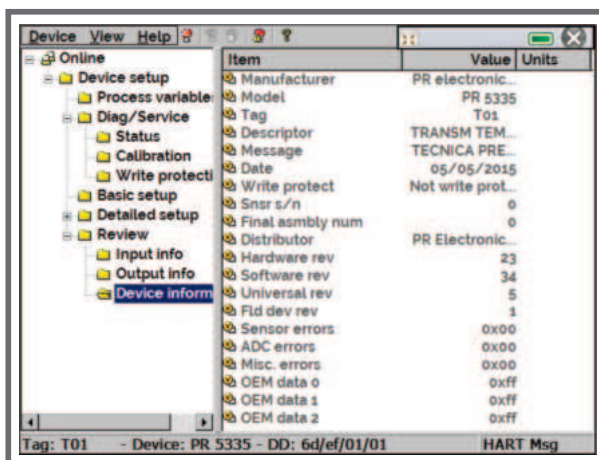 Device View Help
Online
Device setup
Process variable
Diag/Service
Status
Calibration
Write protecti
Basic setup
Detailed setup
Review
Input info
Output info
Device inform
Item Value Units
Manufacturer PR electronic...
Model PR 5335
Tag T01
Descriptor TRANSM TEM...
Message TECNICA PRE...
Date 05/05/2015
Write protect Not write prot...
Snsr s/n 0
Final asmbly num 0
Distributor PR Electronic...
Hardware rev 23
Software rev 34
Universal rev 5
Fld dev rev 1
Sensor errors 0x00
ADC errors 0x00
Misc. errors 0x00
OEM data 0 0xff
OEM data 1 0xff
OEM data 2 0xff
Tag: T01 - Device: PR 5335 - DD: 6d/ef/01/01 HART Msg